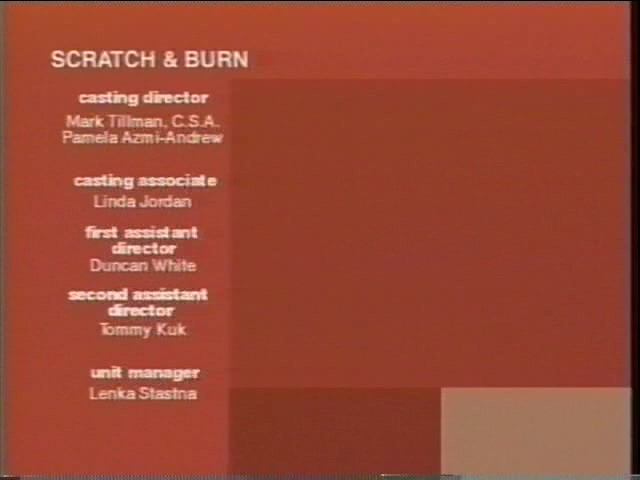 SCRATCH & BURN
casting director
Mark Tillman, C.S.A.
Pamela Azmi-Andrew
casting associate
Linda Jordan
first assistant
director
Duncan White
second assistant
director
Tommy Kuk
unit manager
Lenka Stastna